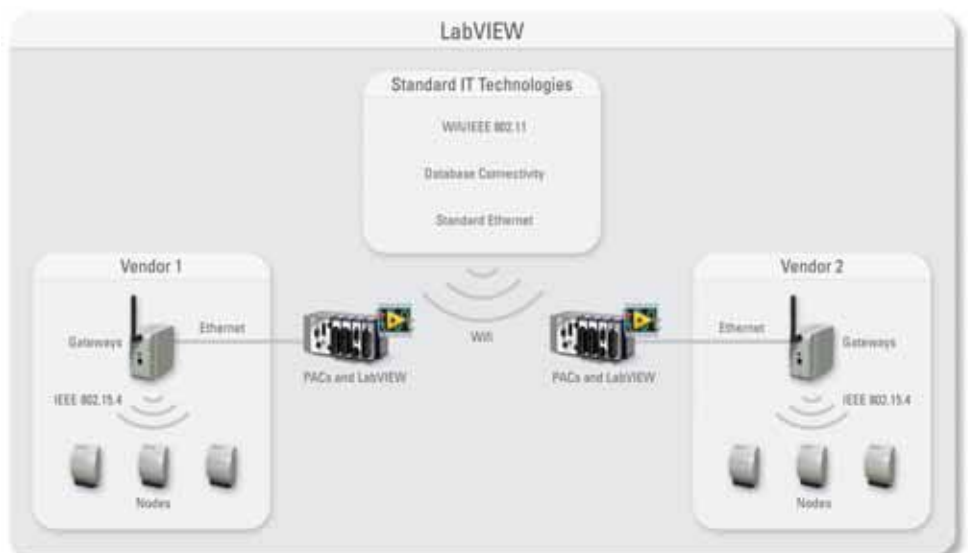 LabVIEW
Standard IT Technologies
Wifi/IEEE 802.11
Database Connectivity
Standard Ethernet
Vendor 1
Gateways
Ethernet
IEEE 802.15.4
Nodes
PACs and LabVIEW
Wifi
PACs and LabVIEW
Vendor 2
Ethernet
Gateways
IEEE 802.15.4
Nodes